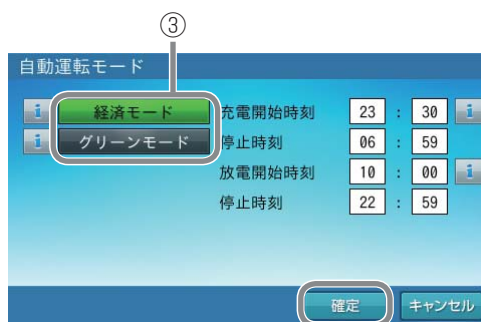 ③
自動運転モード
i 経済モード 充電開始時刻 23 : 30 i
i グリーンモード 停止時刻 06 : 59
放電開始時刻 10 : 00 i
停止時刻 22 : 59
確定 キャンセル